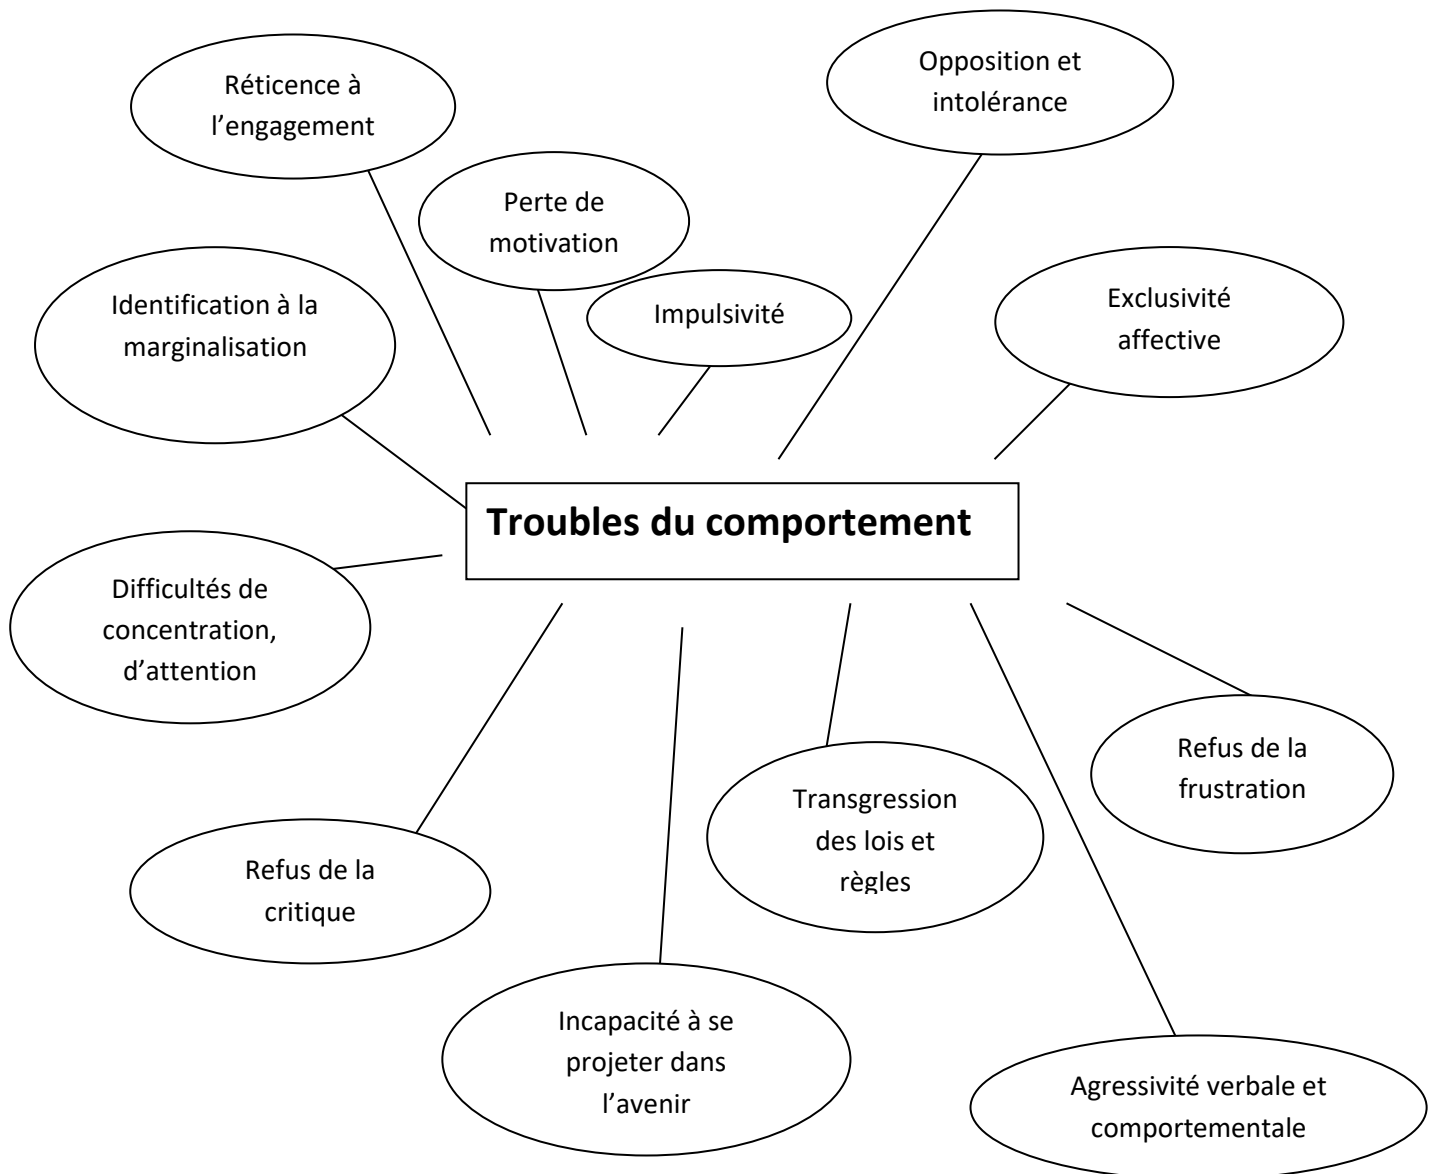 Réticence à
l’engagement
Opposition et
intolérance
Perte de
motivation
Identification à la
marginalisation
Impulsivité
Exclusivité
affective
Troubles du comportement
Difficultés de
concentration,
d’attention
Refus de la
frustration
Transgression
des lois et
règles
Refus de la
critique
Incapacité à se
projeter dans
l’avenir
Agressivité verbale et
comportementale